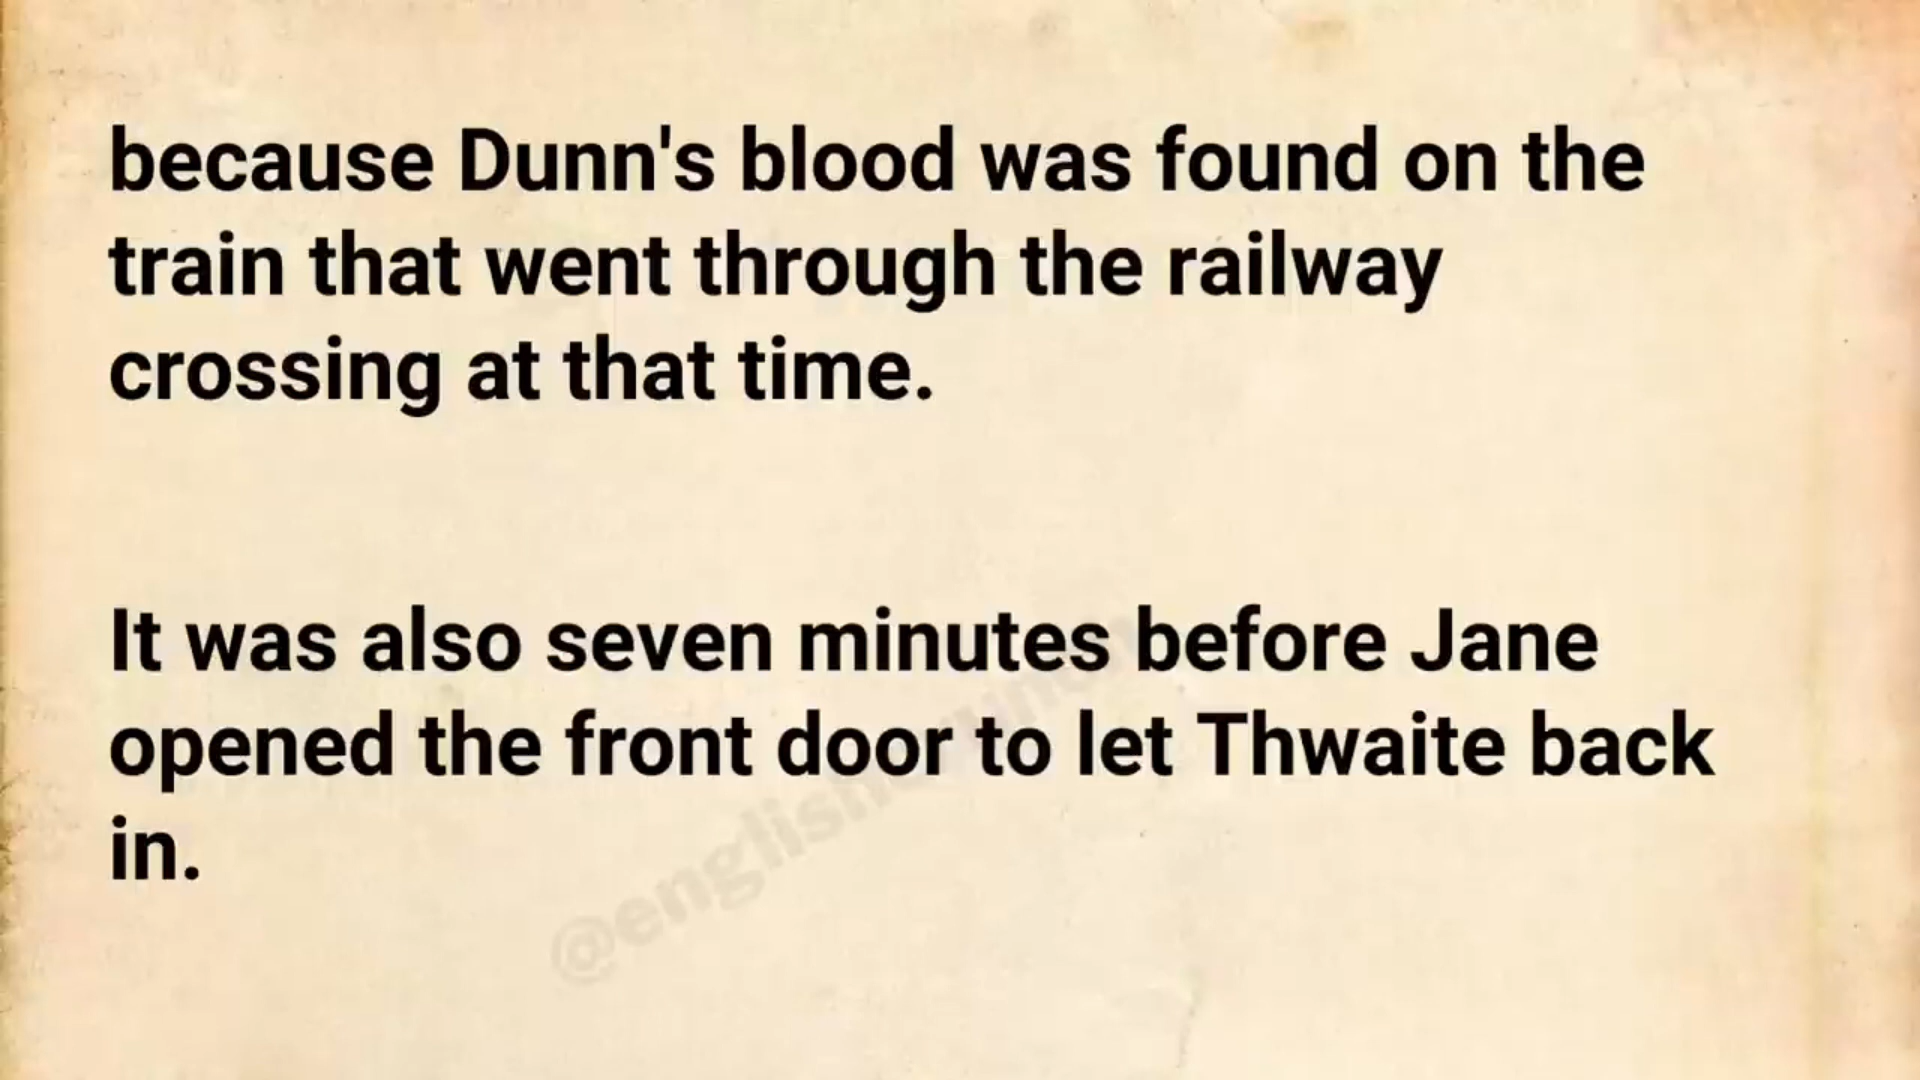 because Dunn's blood was found on the
train that went through the railway
crossing at that time.
It was also seven minutes before Jane
opened the front door to let Thwaite back
in.